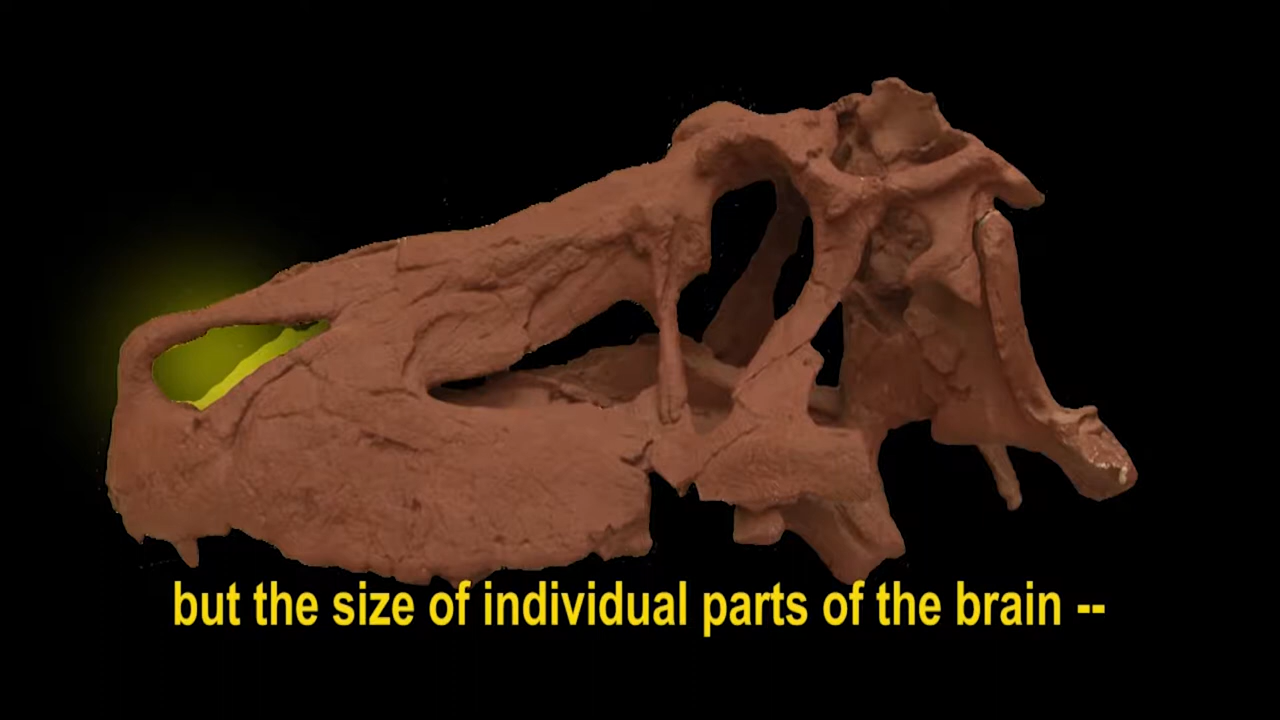 but the size of individual parts of the brain --